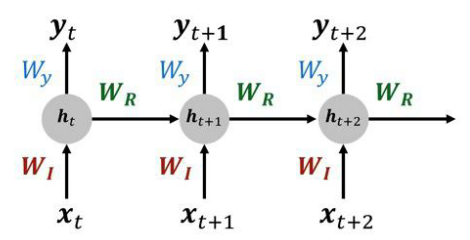 y_t y_{t+1} y_{t+2}
W_y W_y W_y
W_R W_R W_R
h_t h_{t+1} h_{t+2}
W_I W_I W_I
x_t x_{t+1} x_{t+2}